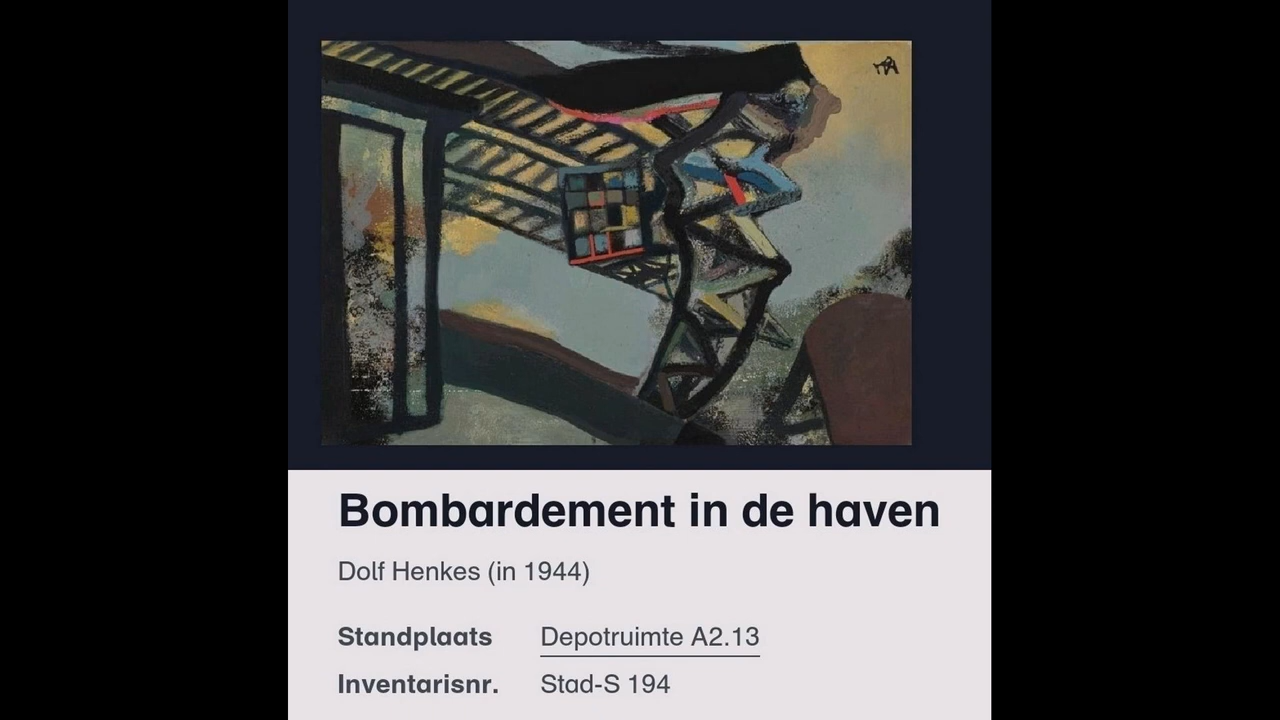 Bombardement in de haven
Dolf Henkes (in 1944)
Standplaats Depotruimte A2.13
Inventarisnr. Stad-S 194